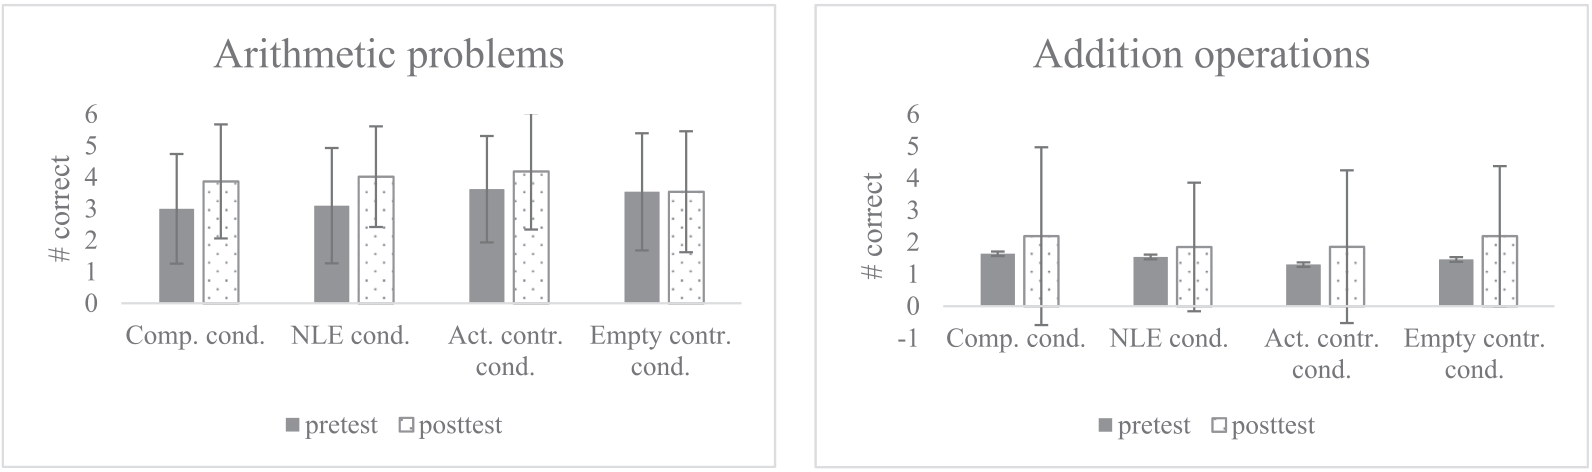 Arithmetic problems
# correct
6
5
4
3
2
1
0
Comp. cond.
NLE cond.
Act. contr.
cond.
Empty contr.
cond.
pretest
posttest
Addition operations
# correct
6
5
4
3
2
1
0
-1
Comp. cond.
NLE cond.
Act. contr.
cond.
Empty contr.
cond.
pretest
posttest